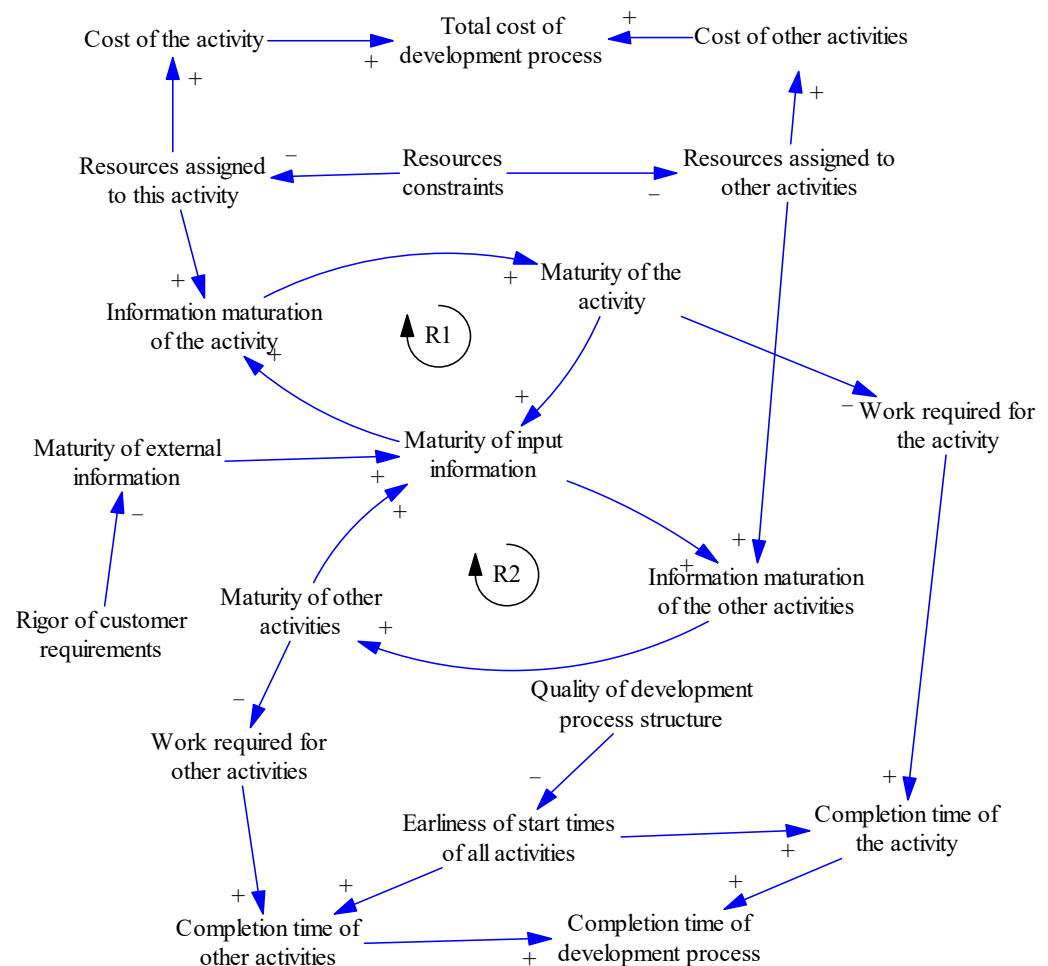 Cost of the activity
+
Total cost of
development process
+
Cost of other activities
+
+
Resources assigned
to this activity
−
Resources
constraints
−
Resources assigned to
other activities
+
Information maturation
of the activity
+
+
Maturity of the
activity
R1
+
Maturity of input
information
−
Work required for
the activity
Maturity of external
information
+
+
−
Rigor of customer
requirements
Maturity of other
activities
+
R2
+
+
Information maturation
of the other activities
Quality of development
process structure
−
Work required for
other activities
−
Earliness of start times
of all activities
+
+
Completion time of
the activity
+
+
Completion time of
other activities
+
+
Completion time of
development process